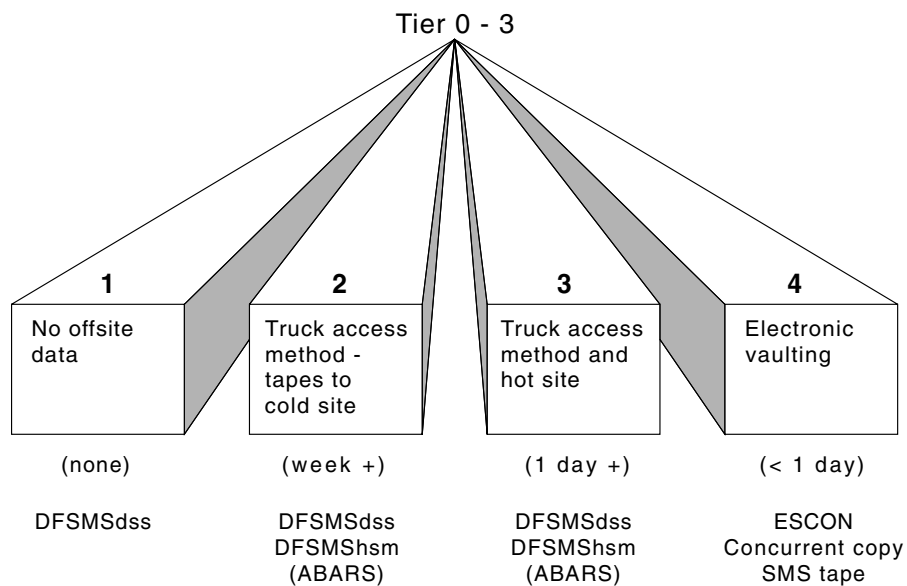 Tier 0 - 3
1
No offsite
data
(none)
DFSMSdss
2
Truck access
method -
tapes to
cold site
(week +)
DFSMSdss
DFSMShsm
(ABARS)
3
Truck access
method and
hot site
(1 day +)
DFSMSdss
DFSMShsm
(ABARS)
4
Electronic
vaulting
(< 1 day)
ESCON
Concurrent copy
SMS tape